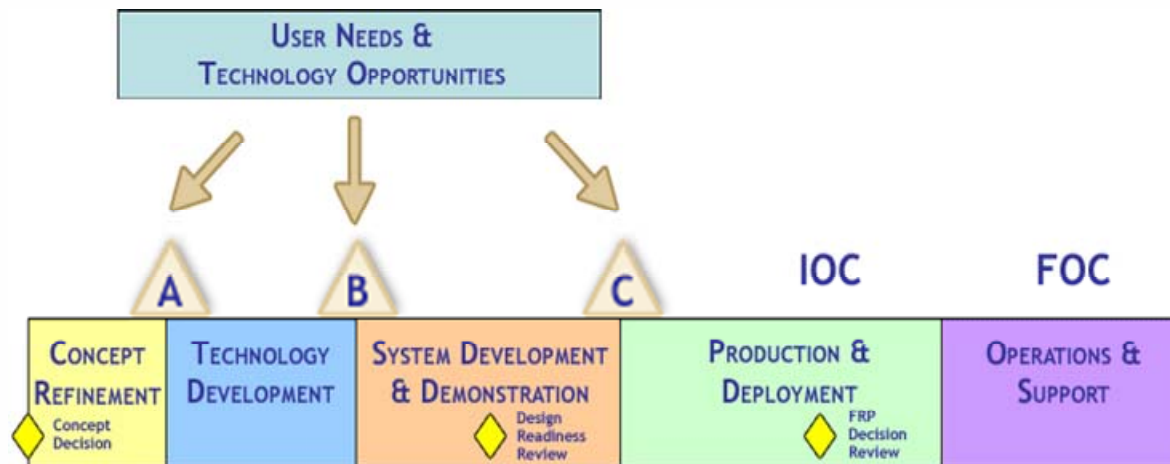 USER NEEDS &
TECHNOLOGY OPPORTUNITIES
A
B
C
IOC
FOC
CONCEPT
REFINEMENT
Concept
Decision
TECHNOLOGY
DEVELOPMENT
SYSTEM DEVELOPMENT
& DEMONSTRATION
Design
Readiness
Review
PRODUCTION &
DEPLOYMENT
FRP
Decision
Review
OPERATIONS &
SUPPORT